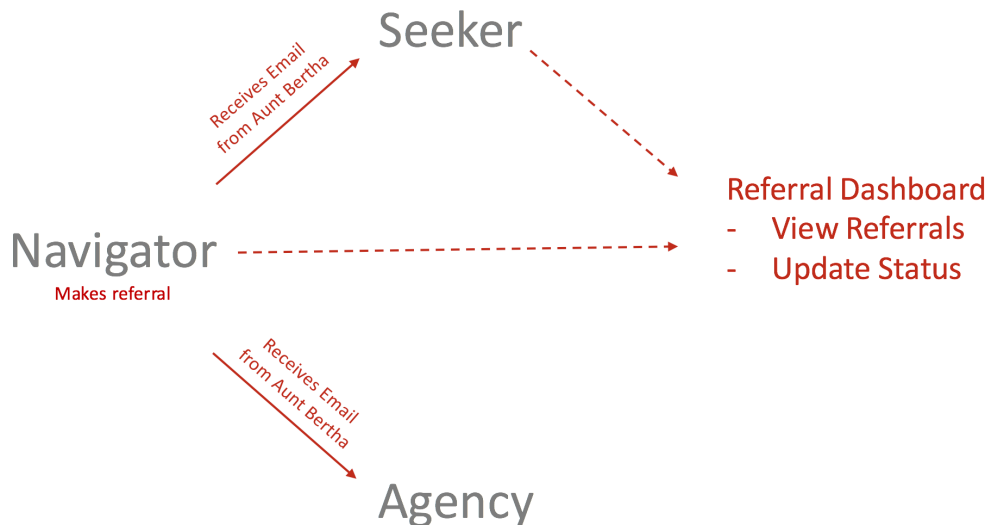 Seeker
Receives Email
from Aunt Bertha
Referral Dashboard
- View Referrals
- Update Status
Navigator
Makes referral
Receives Email
from Aunt Bertha
Agency